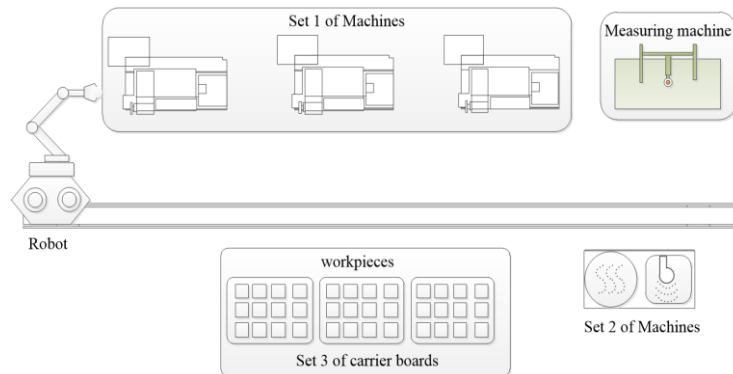 Set 1 of Machines
Measuring machine
Robot
workpieces
Set 3 of carrier boards
Set 2 of Machines